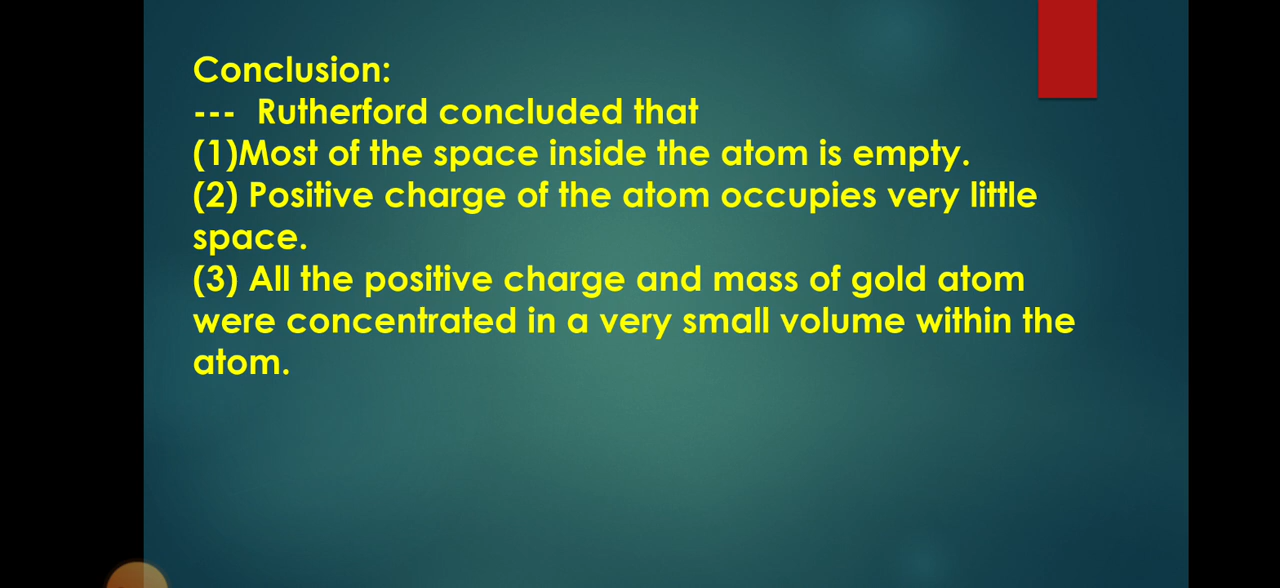 Conclusion:
--- Rutherford concluded that
(1)Most of the space inside the atom is empty.
(2) Positive charge of the atom occupies very little
space.
(3) All the positive charge and mass of gold atom
were concentrated in a very small volume within the
atom.